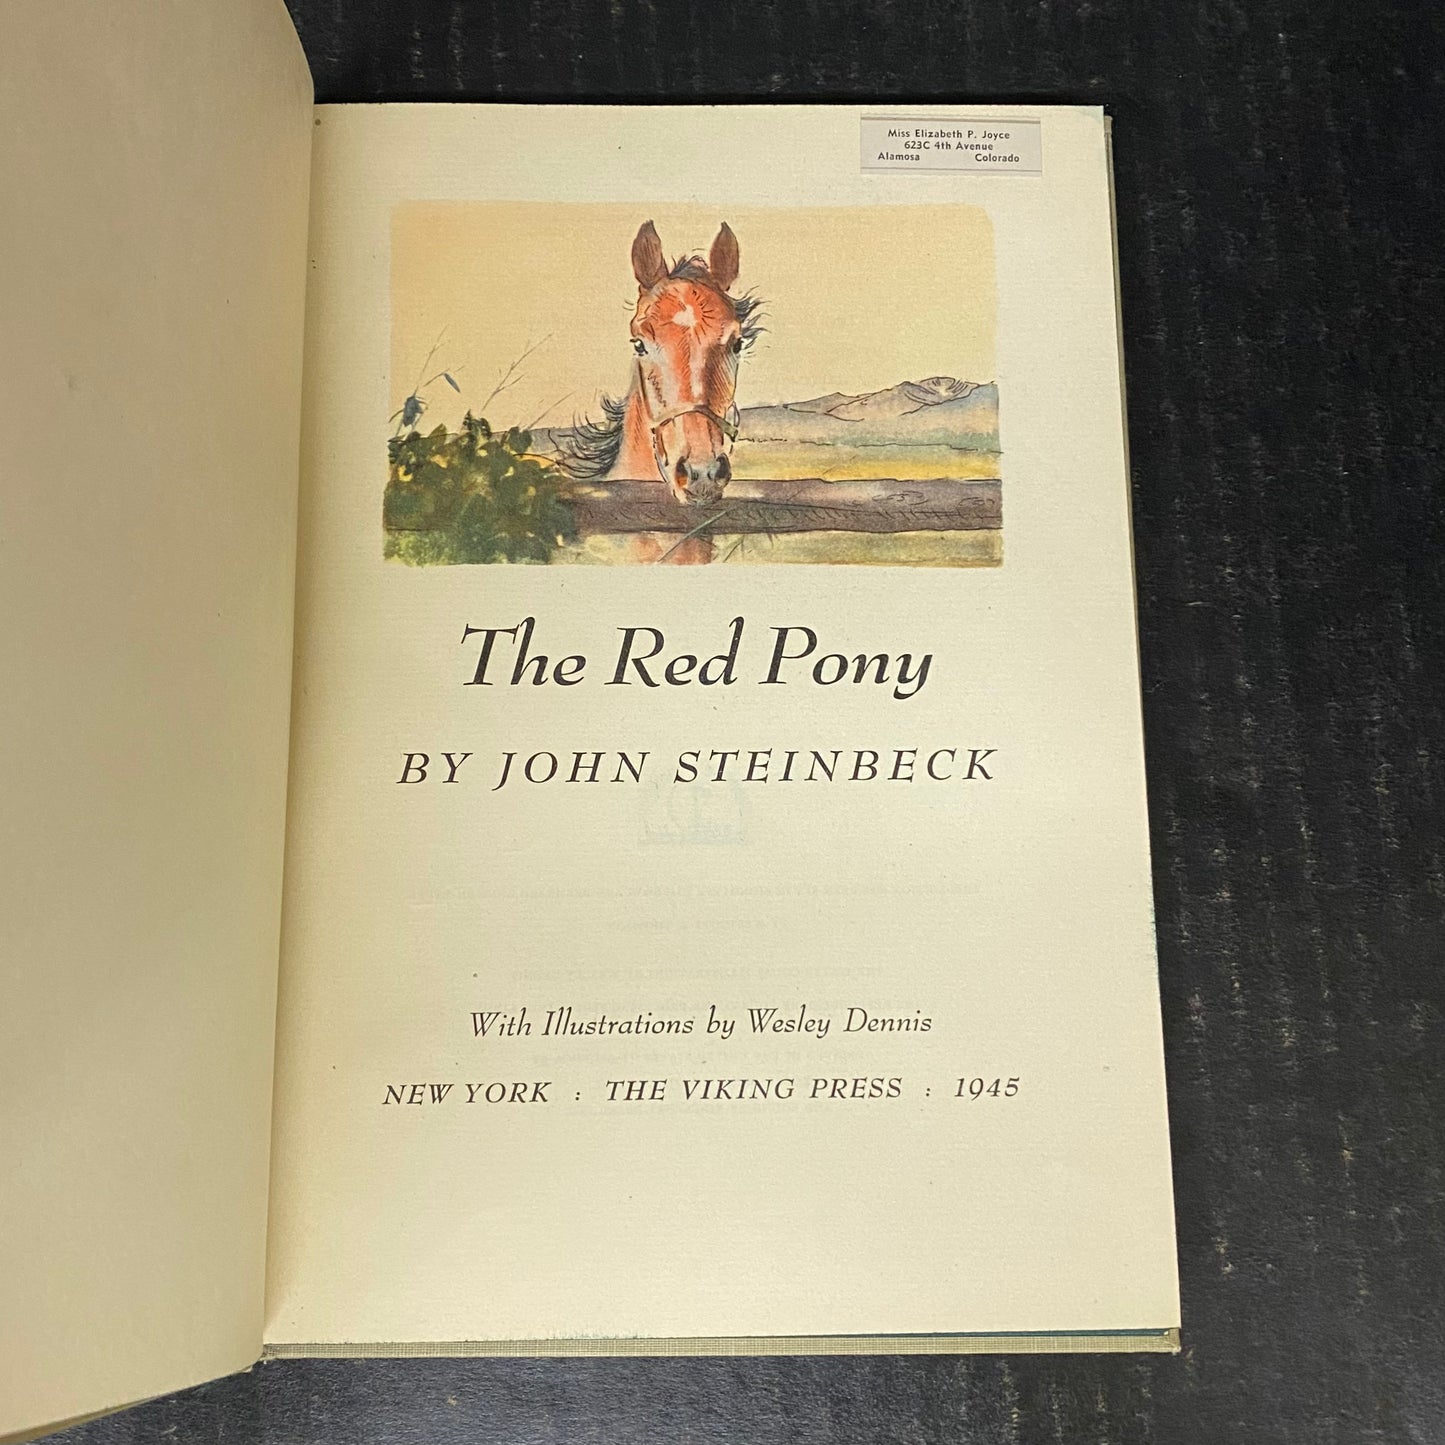 Miss Elizabeth P. Joyce
623C 4th Avenue
Alamosa Colorado
The Red Pony
BY JOHN STEINBECK
With Illustrations by Wesley Dennis
NEW YORK : THE VIKING PRESS : 1945